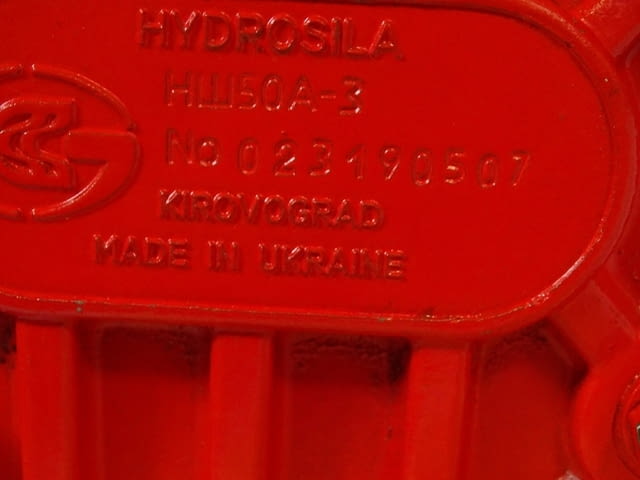 HYDROSILA
НШ50А-3
No 023190507
KIROVOGRAD
MADE IN UKRAINE